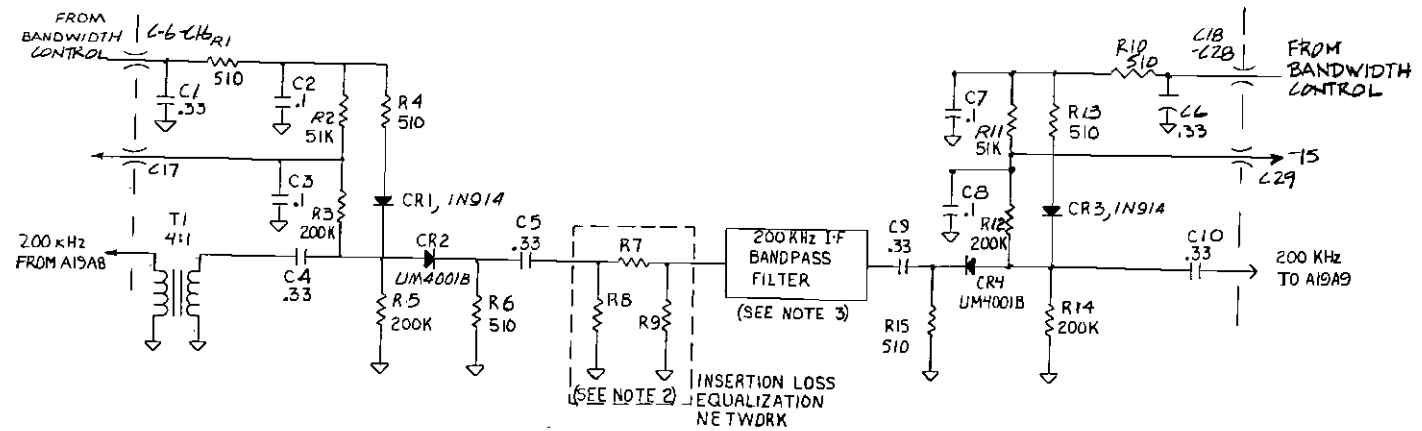 FROM
BANDWIDTH
CONTROL
C-6-C16
R1
510
C1
.33
C2
.1
R2
51K
R4
510
C17
C3
.1
R3
200K
CR1, 1N914
T1
4:1
200 KHZ
FROM A19A8
C4
.33
CR2
UM4001B
C5
.33
R5
200K
R6
510
R7
R8
R9
(SEE NOTE 2)
INSERTION LOSS
EQUALIZATION
NETWORK
200 KHz I-F
BANDPASS
FILTER
(SEE NOTE 3)
C9
.33
R15
510
CR4
UM4001B
C7
.1
R11
51K
R13
510
R10
510
C6
.33
C18
-C28
FROM
BANDWIDTH
CONTROL
C8
.1
R12
200K
CR3, 1N914
-15
C29
R14
200K
C10
.33
200 KHZ
TO A19A9